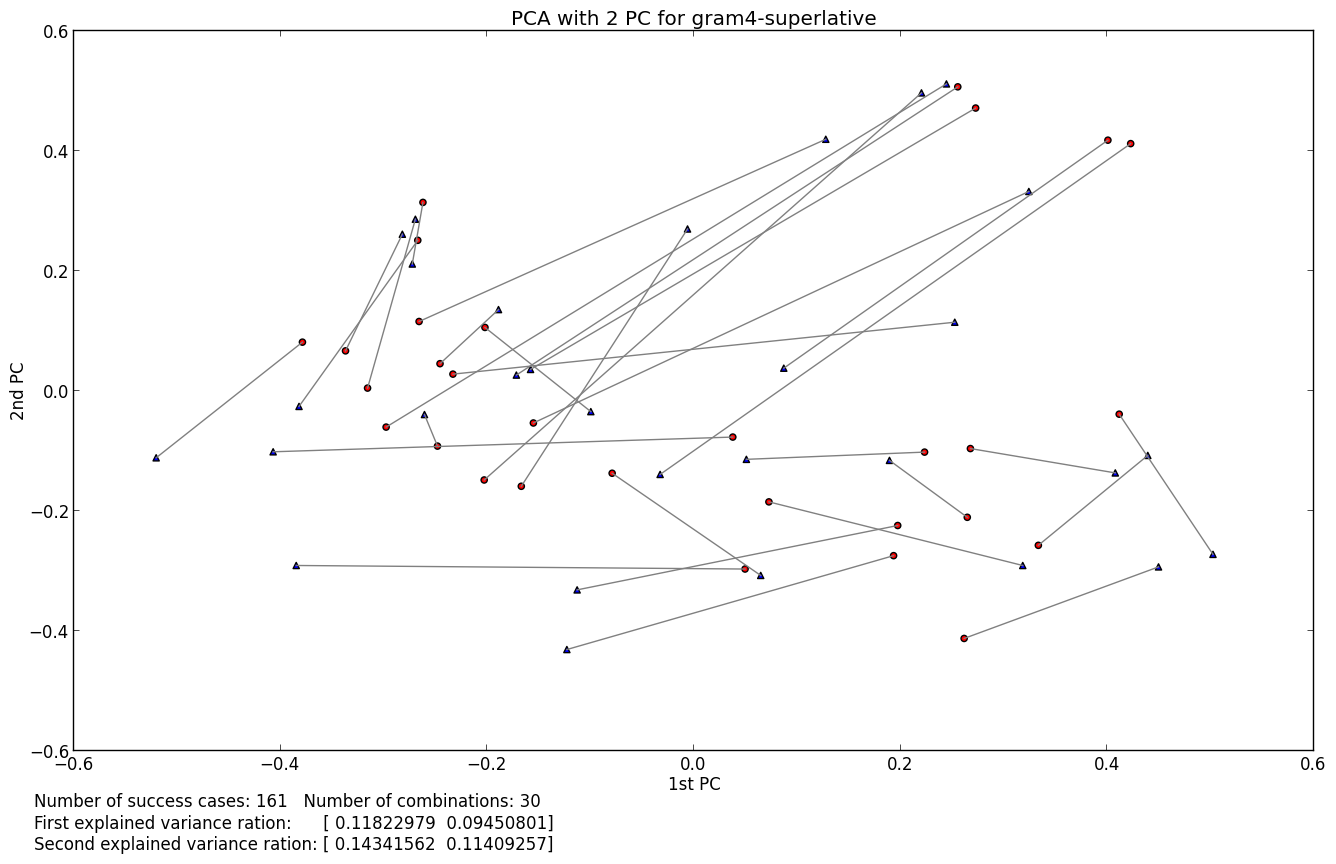 PCA with 2 PC for gram4-superlative
0.6
0.4
0.2
0.0
−0.2
−0.4
−0.6
2nd PC
−0.6 −0.4 −0.2 0.0 0.2 0.4 0.6
1st PC
Number of success cases: 161 Number of combinations: 30
First explained variance ration: [ 0.11822979 0.09450801]
Second explained variance ration: [ 0.14341562 0.11409257]